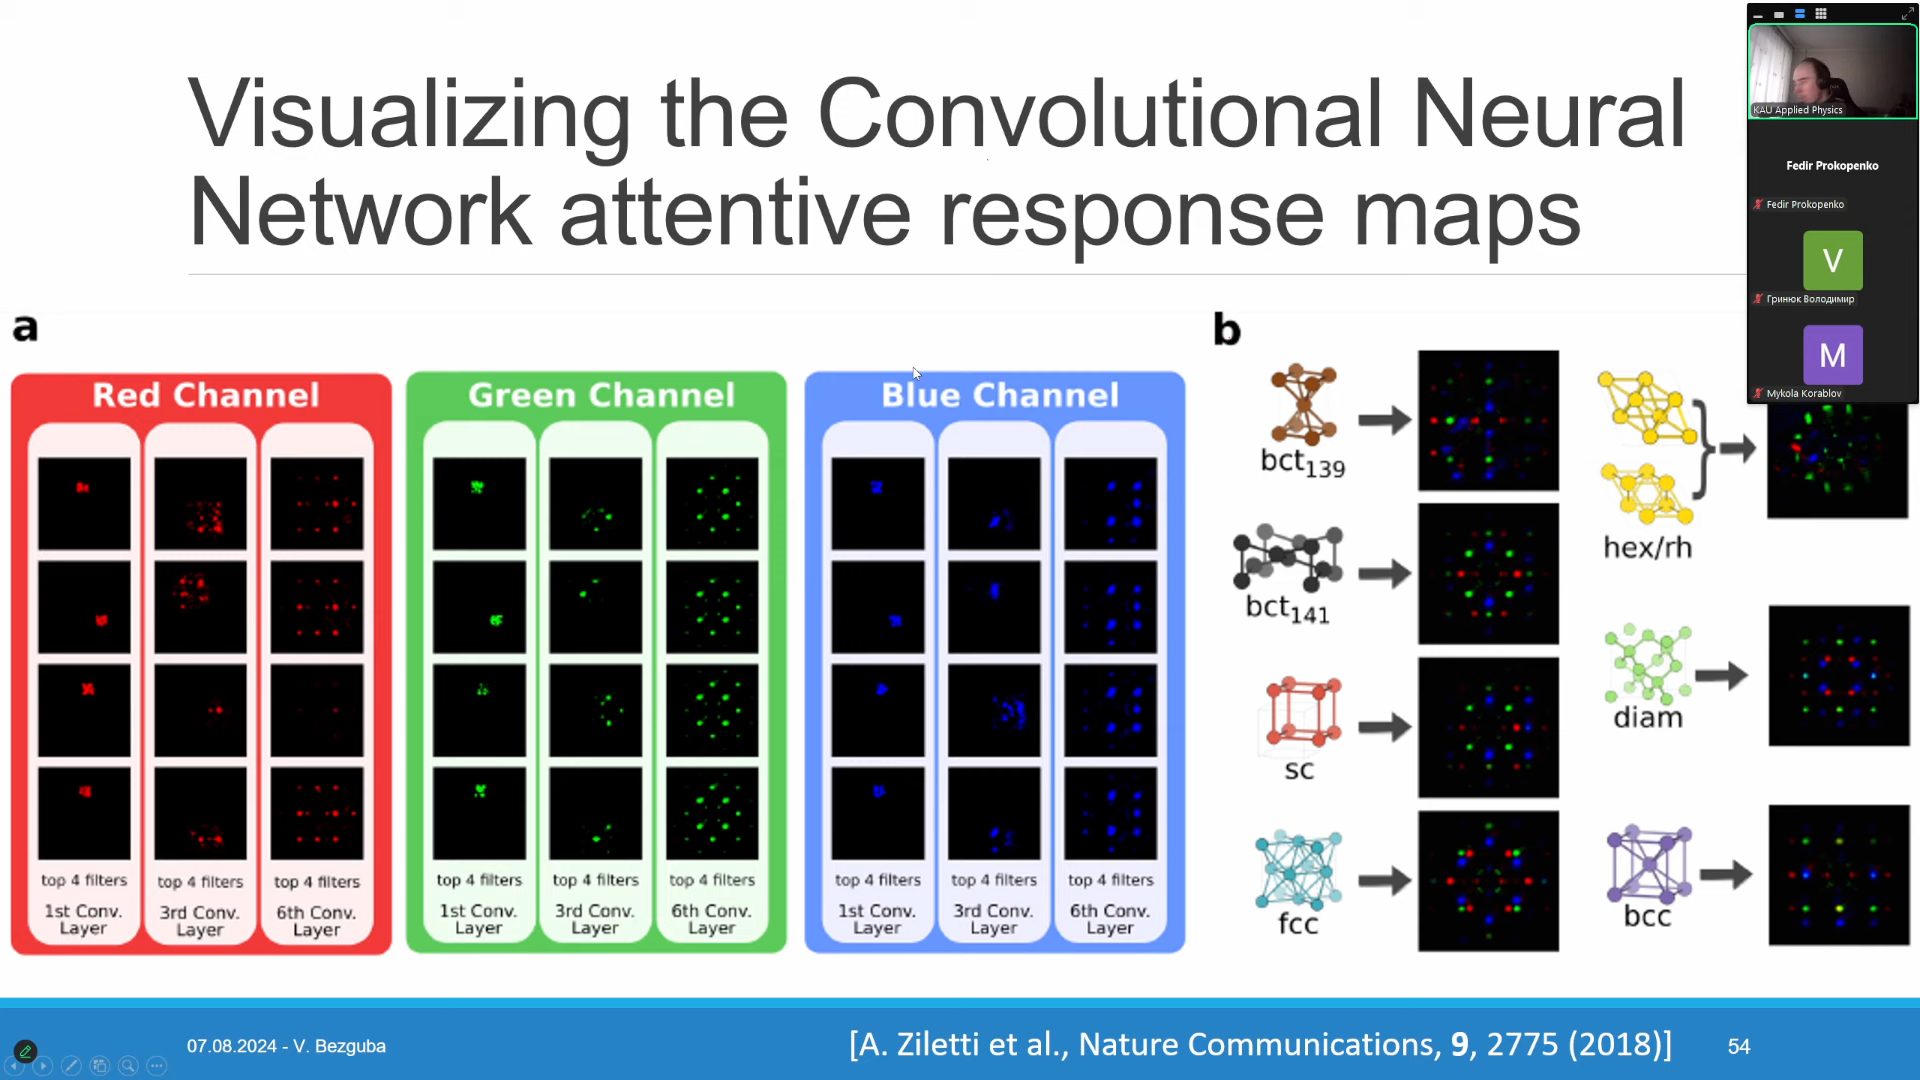 Visualizing the Convolutional Neural
Network attentive response maps
KAU Applied Physics
Fedir Prokopenko
Fedir Prokopenko
V
Гринюк Володимир
M
Mykola Korablov
a
Red Channel
top 4 filters
1st Conv.
Layer
top 4 filters
3rd Conv.
Layer
top 4 filters
6th Conv.
Layer
Green Channel
top 4 filters
1st Conv.
Layer
top 4 filters
3rd Conv.
Layer
top 4 filters
6th Conv.
Layer
Blue Channel
top 4 filters
1st Conv.
Layer
top 4 filters
3rd Conv.
Layer
top 4 filters
6th Conv.
Layer
b
bct139
bct141
sc
fcc
hex/rh
diam
bcc
07.08.2024 - V. Bezguba
[A. Ziletti et al., Nature Communications, 9, 2775 (2018)]
54